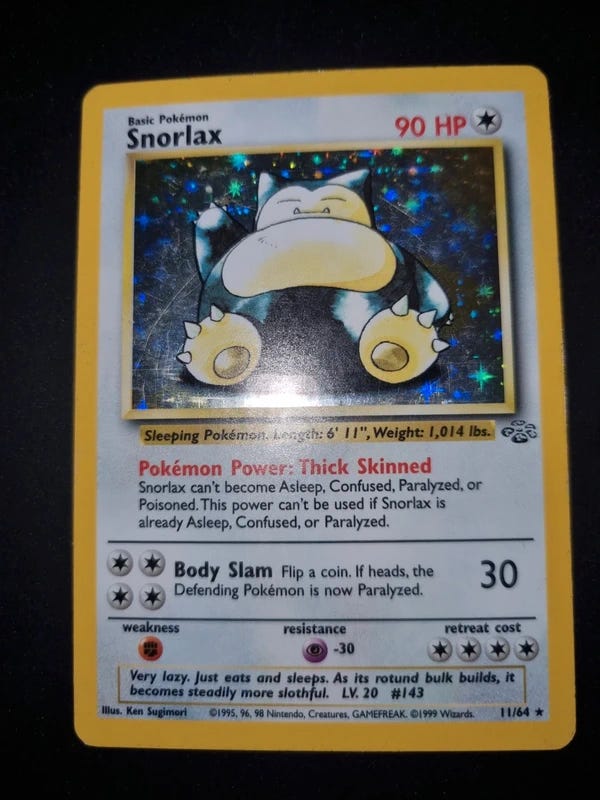 Basic Pokémon
Snorlax
90 HP
Sleeping Pokémon. Length: 6' 11", Weight: 1,014 lbs.
Pokémon Power: Thick Skinned
Snorlax can't become Asleep, Confused, Paralyzed, or
Poisoned. This power can't be used if Snorlax is
already Asleep, Confused, or Paralyzed.
Body Slam Flip a coin. If heads, the
Defending Pokémon is now Paralyzed.
30
weakness
resistance
retreat cost
-30
Very lazy. Just eats and sleeps. As its rotund bulk builds, it
becomes steadily more slothful. LV. 20 #143
Illus. Ken Sugimori ©1995, 96, 98 Nintendo, Creatures, GAMEFREAK. ©1999 Wizards. 11/64 ★